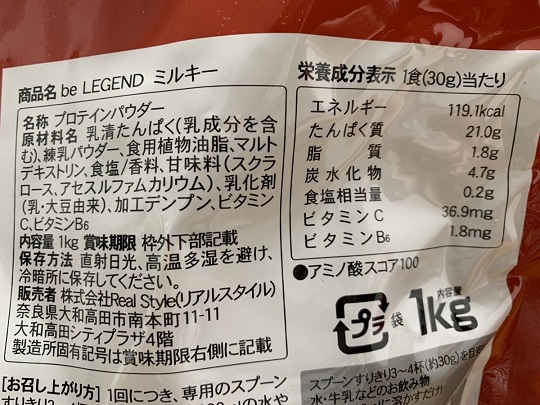 商品名 be LEGEND ミルキー
名称 プロテインパウダー
原材料名 乳清たんぱく(乳成分を含
む)、練乳パウダー、食用植物油脂、マルト
デキストリン、食塩/香料、甘味料(スクラ
ロース、アセスルファムカリウム)、乳化剤
(乳・大豆由来)、加工デンプン、ビタミン
C、ビタミンB6
内容量 1kg 賞味期限 枠外下部記載
保存方法 直射日光、高温多湿を避け、
冷暗所に保存してください。
販売者 株式会社Real Style(リアルスタイル)
奈良県大和高田市南本町11-11
大和高田シティプラザ4階
製造所固有記号は賞味期限右側に記載
[お召し上がり方] 1回につき、専用のスプーン
すりきり3〜4
の水や
栄養成分表示 1食(30g)当たり
エネルギー 119.1kcal
たんぱく質 21.0g
脂質 1.8g
炭水化物 4.7g
食塩相当量 0.2g
ビタミンC 36.9mg
ビタミンB6 1.8mg
●アミノ酸スコア100
プラ
袋
内容量
1kg
スプーンすりきり3〜4杯(約30g)を目安
水・牛乳などのお飲み物
に溶かすだけ!